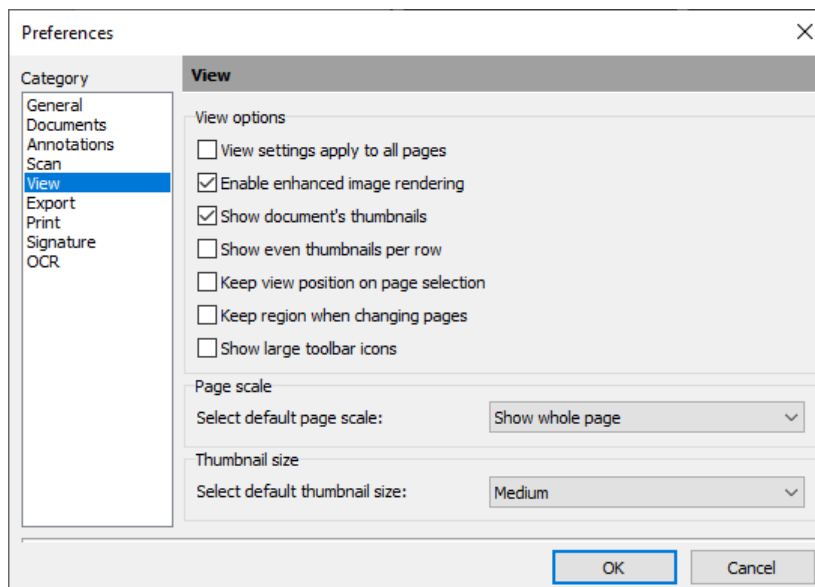 Preferences
Category
General
Documents
Annotations
Scan
View
Export
Print
Signature
OCR
View
View options
View settings apply to all pages
Enable enhanced image rendering
Show document's thumbnails
Show even thumbnails per row
Keep view position on page selection
Keep region when changing pages
Show large toolbar icons
Page scale
Select default page scale: Show whole page
Thumbnail size
Select default thumbnail size: Medium
OK Cancel